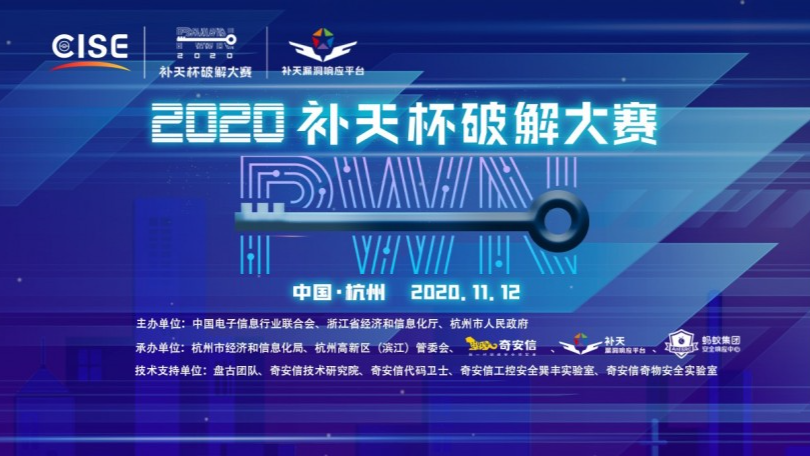 CISE
2020
补天杯破解大赛
补天漏洞响应平台
2020 补天杯破解大赛
PWN
中国·杭州 2020.11.12
主办单位：中国电子信息行业联合会、浙江省经济和信息化厅、杭州市人民政府
承办单位：杭州市经济和信息化局、杭州高新区（滨江）管委会、奇安信、补天漏洞响应平台、蚂蚁集团安全响应中心
技术支持单位：盘古团队、奇安信技术研究院、奇安信代码卫士、奇安信工控安全巽丰实验室、奇安信奇物安全实验室